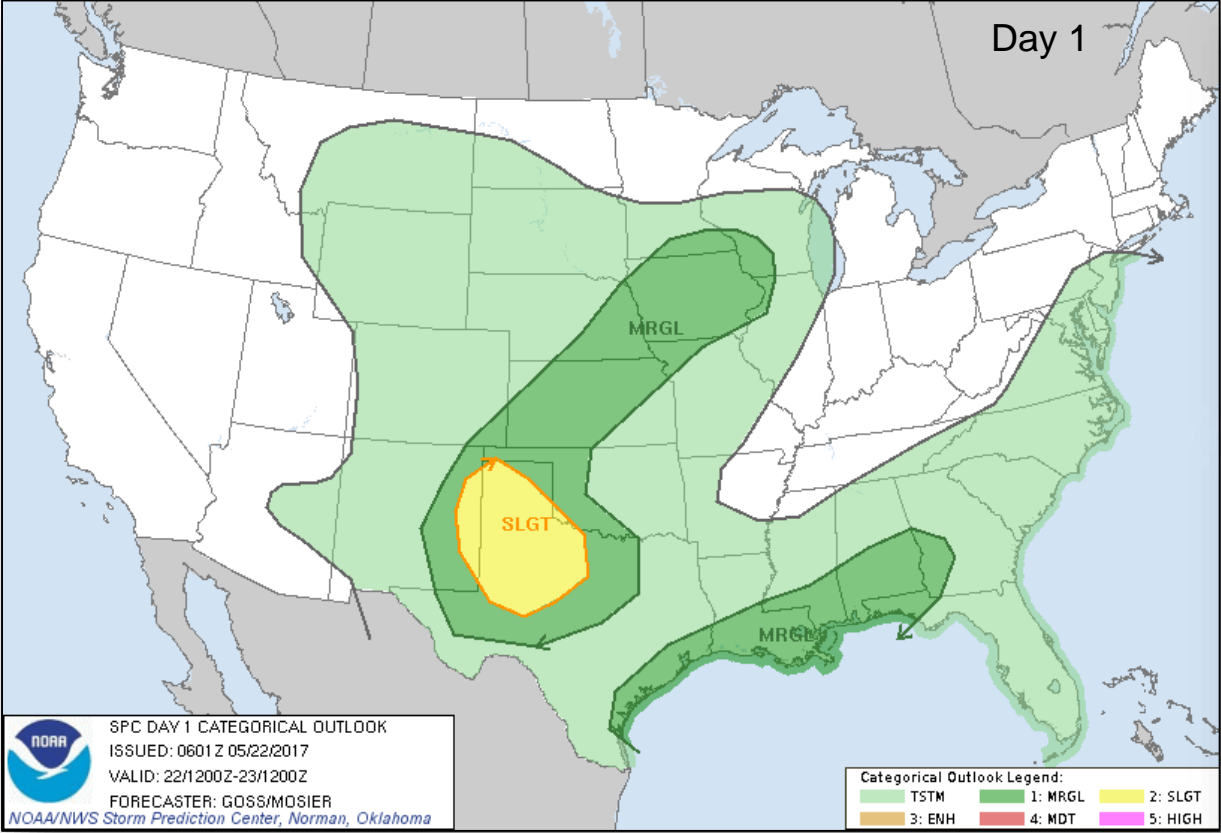 Day 1
MRGL
SLGT
MRGL
NOAA
SPC DAY 1 CATEGORICAL OUTLOOK
ISSUED: 0601Z 05/22/2017
VALID: 22/1200Z-23/1200Z
FORECASTER: GOSS/MOSIER
NOAA/NWS Storm Prediction Center, Norman, Oklahoma
Categorical Outlook Legend:
TSTM 1: MRGL 2: SLGT
3: ENH 4: MDT 5: HIGH